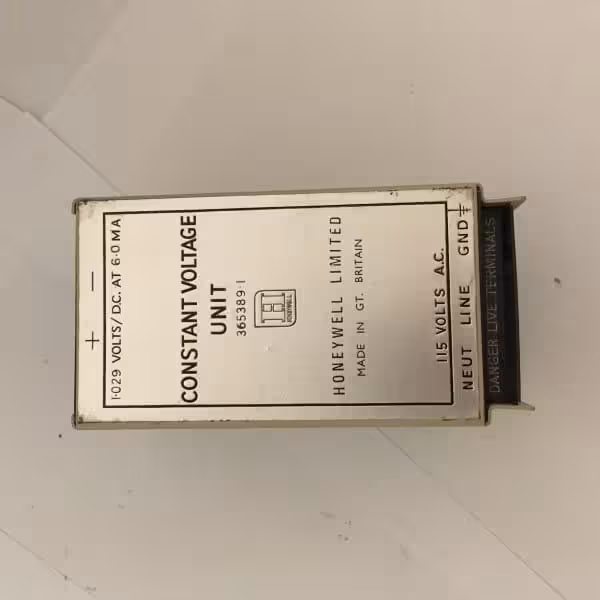 1·029 VOLTS/D.C. AT 6·0 MA
− +
CONSTANT VOLTAGE
UNIT
365389·1
H
HONEYWELL
HONEYWELL LIMITED
MADE IN GT. BRITAIN
115 VOLTS A.C.
NEUT LINE GND
DANGER LIVE TERMINALS